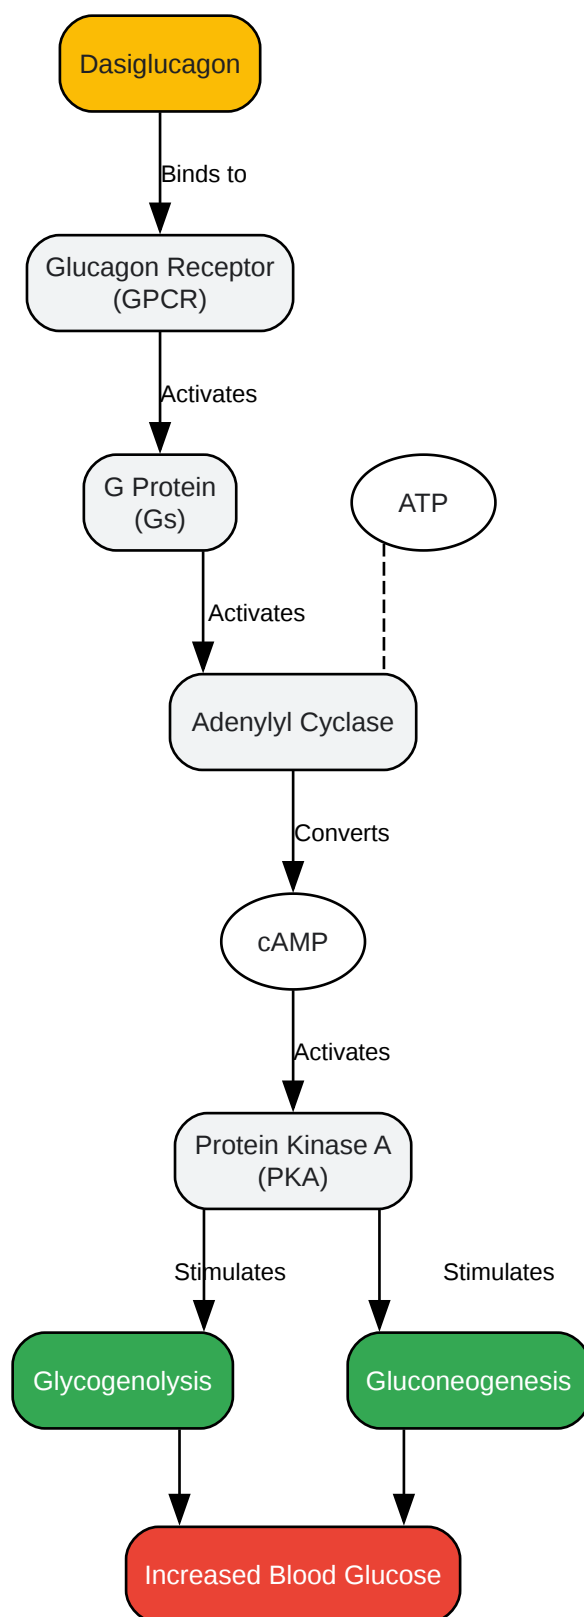 Dasiglucagon
Binds to
Glucagon Receptor
(GPCR)
Activates
G Protein
(Gs)
ATP
Activates
Adenylyl Cyclase
Converts
cAMP
Activates
Protein Kinase A
(PKA)
Stimulates
Stimulates
Glycogenolysis
Gluconeogenesis
Increased Blood Glucose